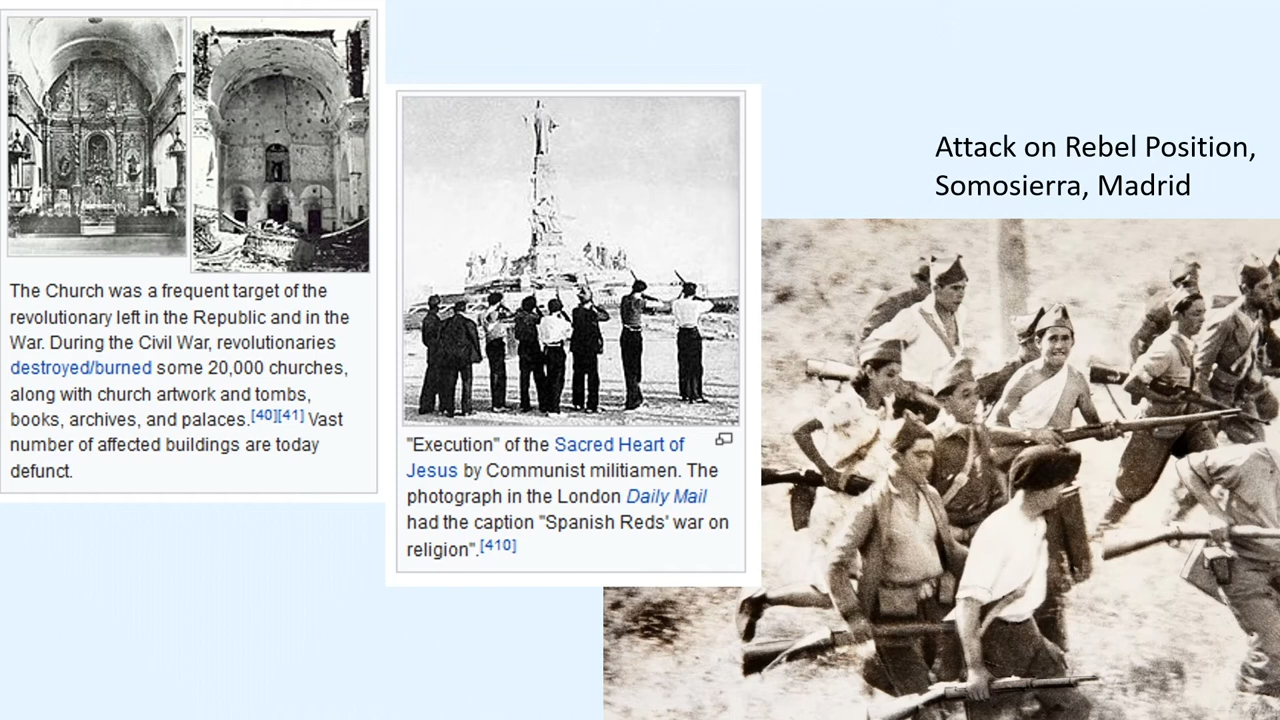 The Church was a frequent target of the
revolutionary left in the Republic and in the
War. During the Civil War, revolutionaries
destroyed/burned some 20,000 churches,
along with church artwork and tombs,
books, archives, and palaces.[40][41] Vast
number of affected buildings are today
defunct.
"Execution" of the Sacred Heart of
Jesus by Communist militiamen. The
photograph in the London Daily Mail
had the caption "Spanish Reds' war on
religion".[410]
Attack on Rebel Position,
Somosierra, Madrid